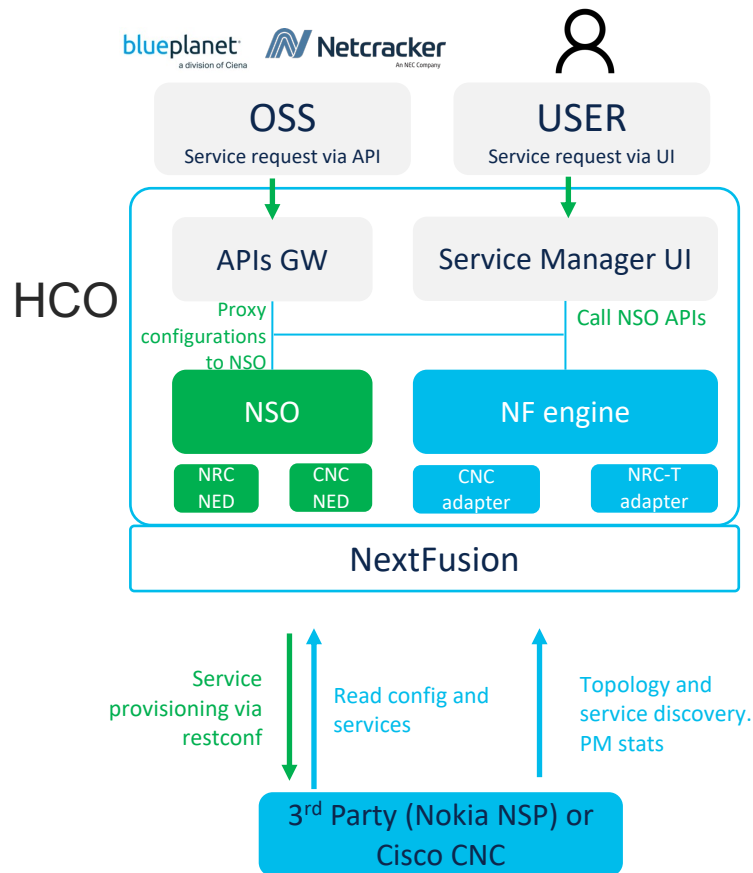 blueplanet
a division of Ciena
Netcracker
An NEC Company
OSS
Service request via API
USER
Service request via UI
HCO
APIs GW
Service Manager UI
Proxy
configurations
to NSO
Call NSO APIs
NSO
NF engine
NRC
NED
CNC
NED
CNC
adapter
NRC-T
adapter
NextFusion
Service
provisioning via
restconf
Read config and
services
Topology and
service discovery.
PM stats
3rd Party (Nokia NSP) or
Cisco CNC